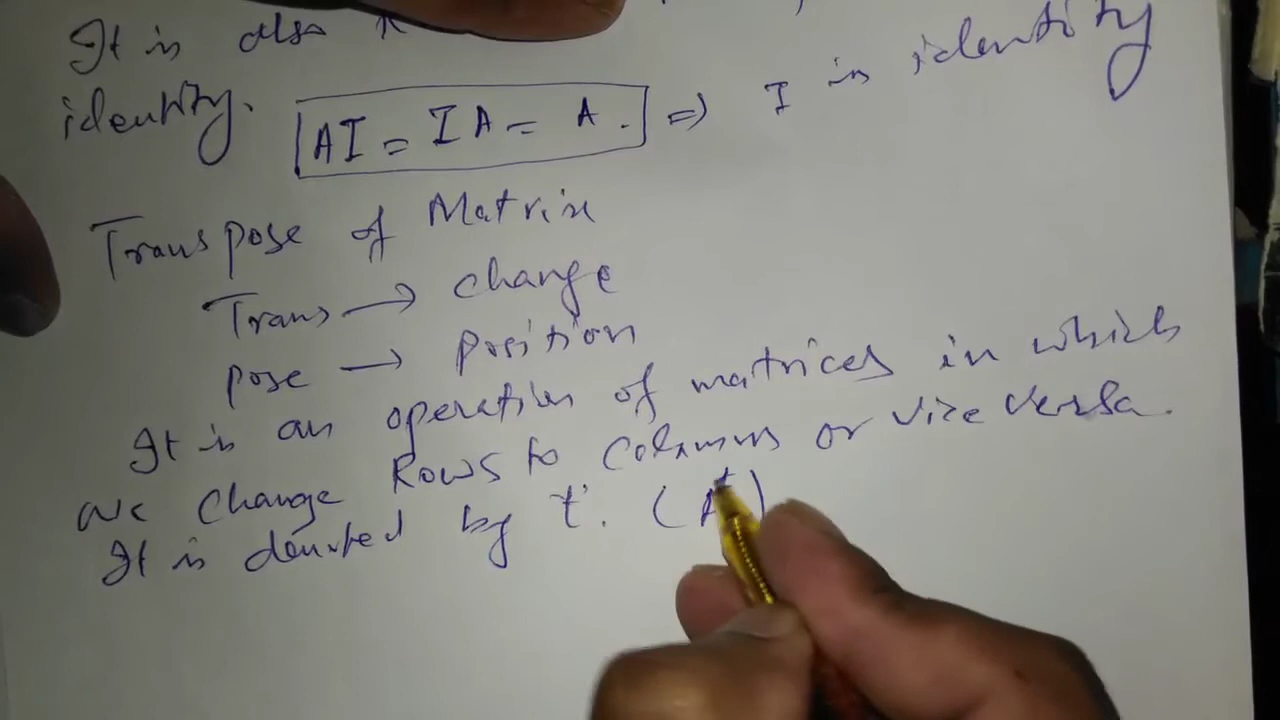 It is also
identity. AI = IA = A. => I is identity
Transpose of Matrix
Trans → change
pose → position
It is an operation of matrices in which
we change Rows to columns or vice versa.
It is denoted by t. (At)